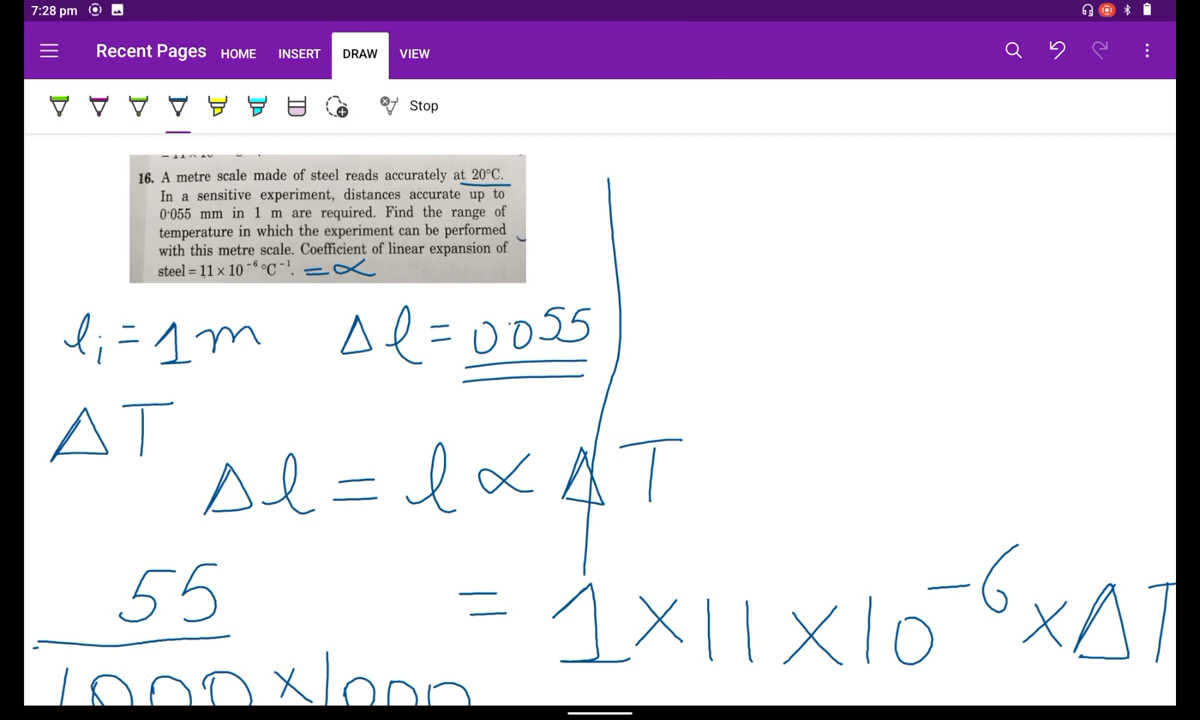 7:28 pm
Recent Pages HOME INSERT DRAW VIEW
Stop
16. A metre scale made of steel reads accurately at 20°C.
In a sensitive experiment, distances accurate up to
0·055 mm in 1 m are required. Find the range of
temperature in which the experiment can be performed
with this metre scale. Coefficient of linear expansion of
steel = 11 × 10⁻⁶ °C⁻¹. = α
lᵢ = 1 m Δl = 0.055
ΔT
Δl = l α ΔT
55 = 1 × 11 × 10⁻⁶ × ΔT
1000 × 1000